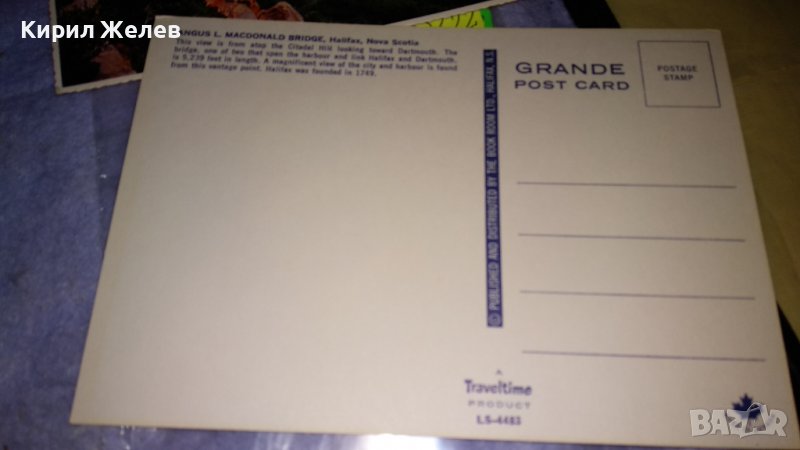 Кирил Желев
ANGUS L. MACDONALD BRIDGE, Halifax, Nova Scotia
This view is from atop the Citadel Hill looking toward Dartmouth. The
bridge, one of two that span the harbour and link Halifax and Dartmouth,
is 5,239 feet in length. A magnificent view of the city and harbour is found
from this vantage point. Halifax was founded in 1749.
GRANDE
POST CARD
POSTAGE
STAMP
© PUBLISHED AND DISTRIBUTED BY THE BOOK ROOM LTD., HALIFAX, N.S.
A
Traveltime
PRODUCT
LS-4483
BAZAR
bg